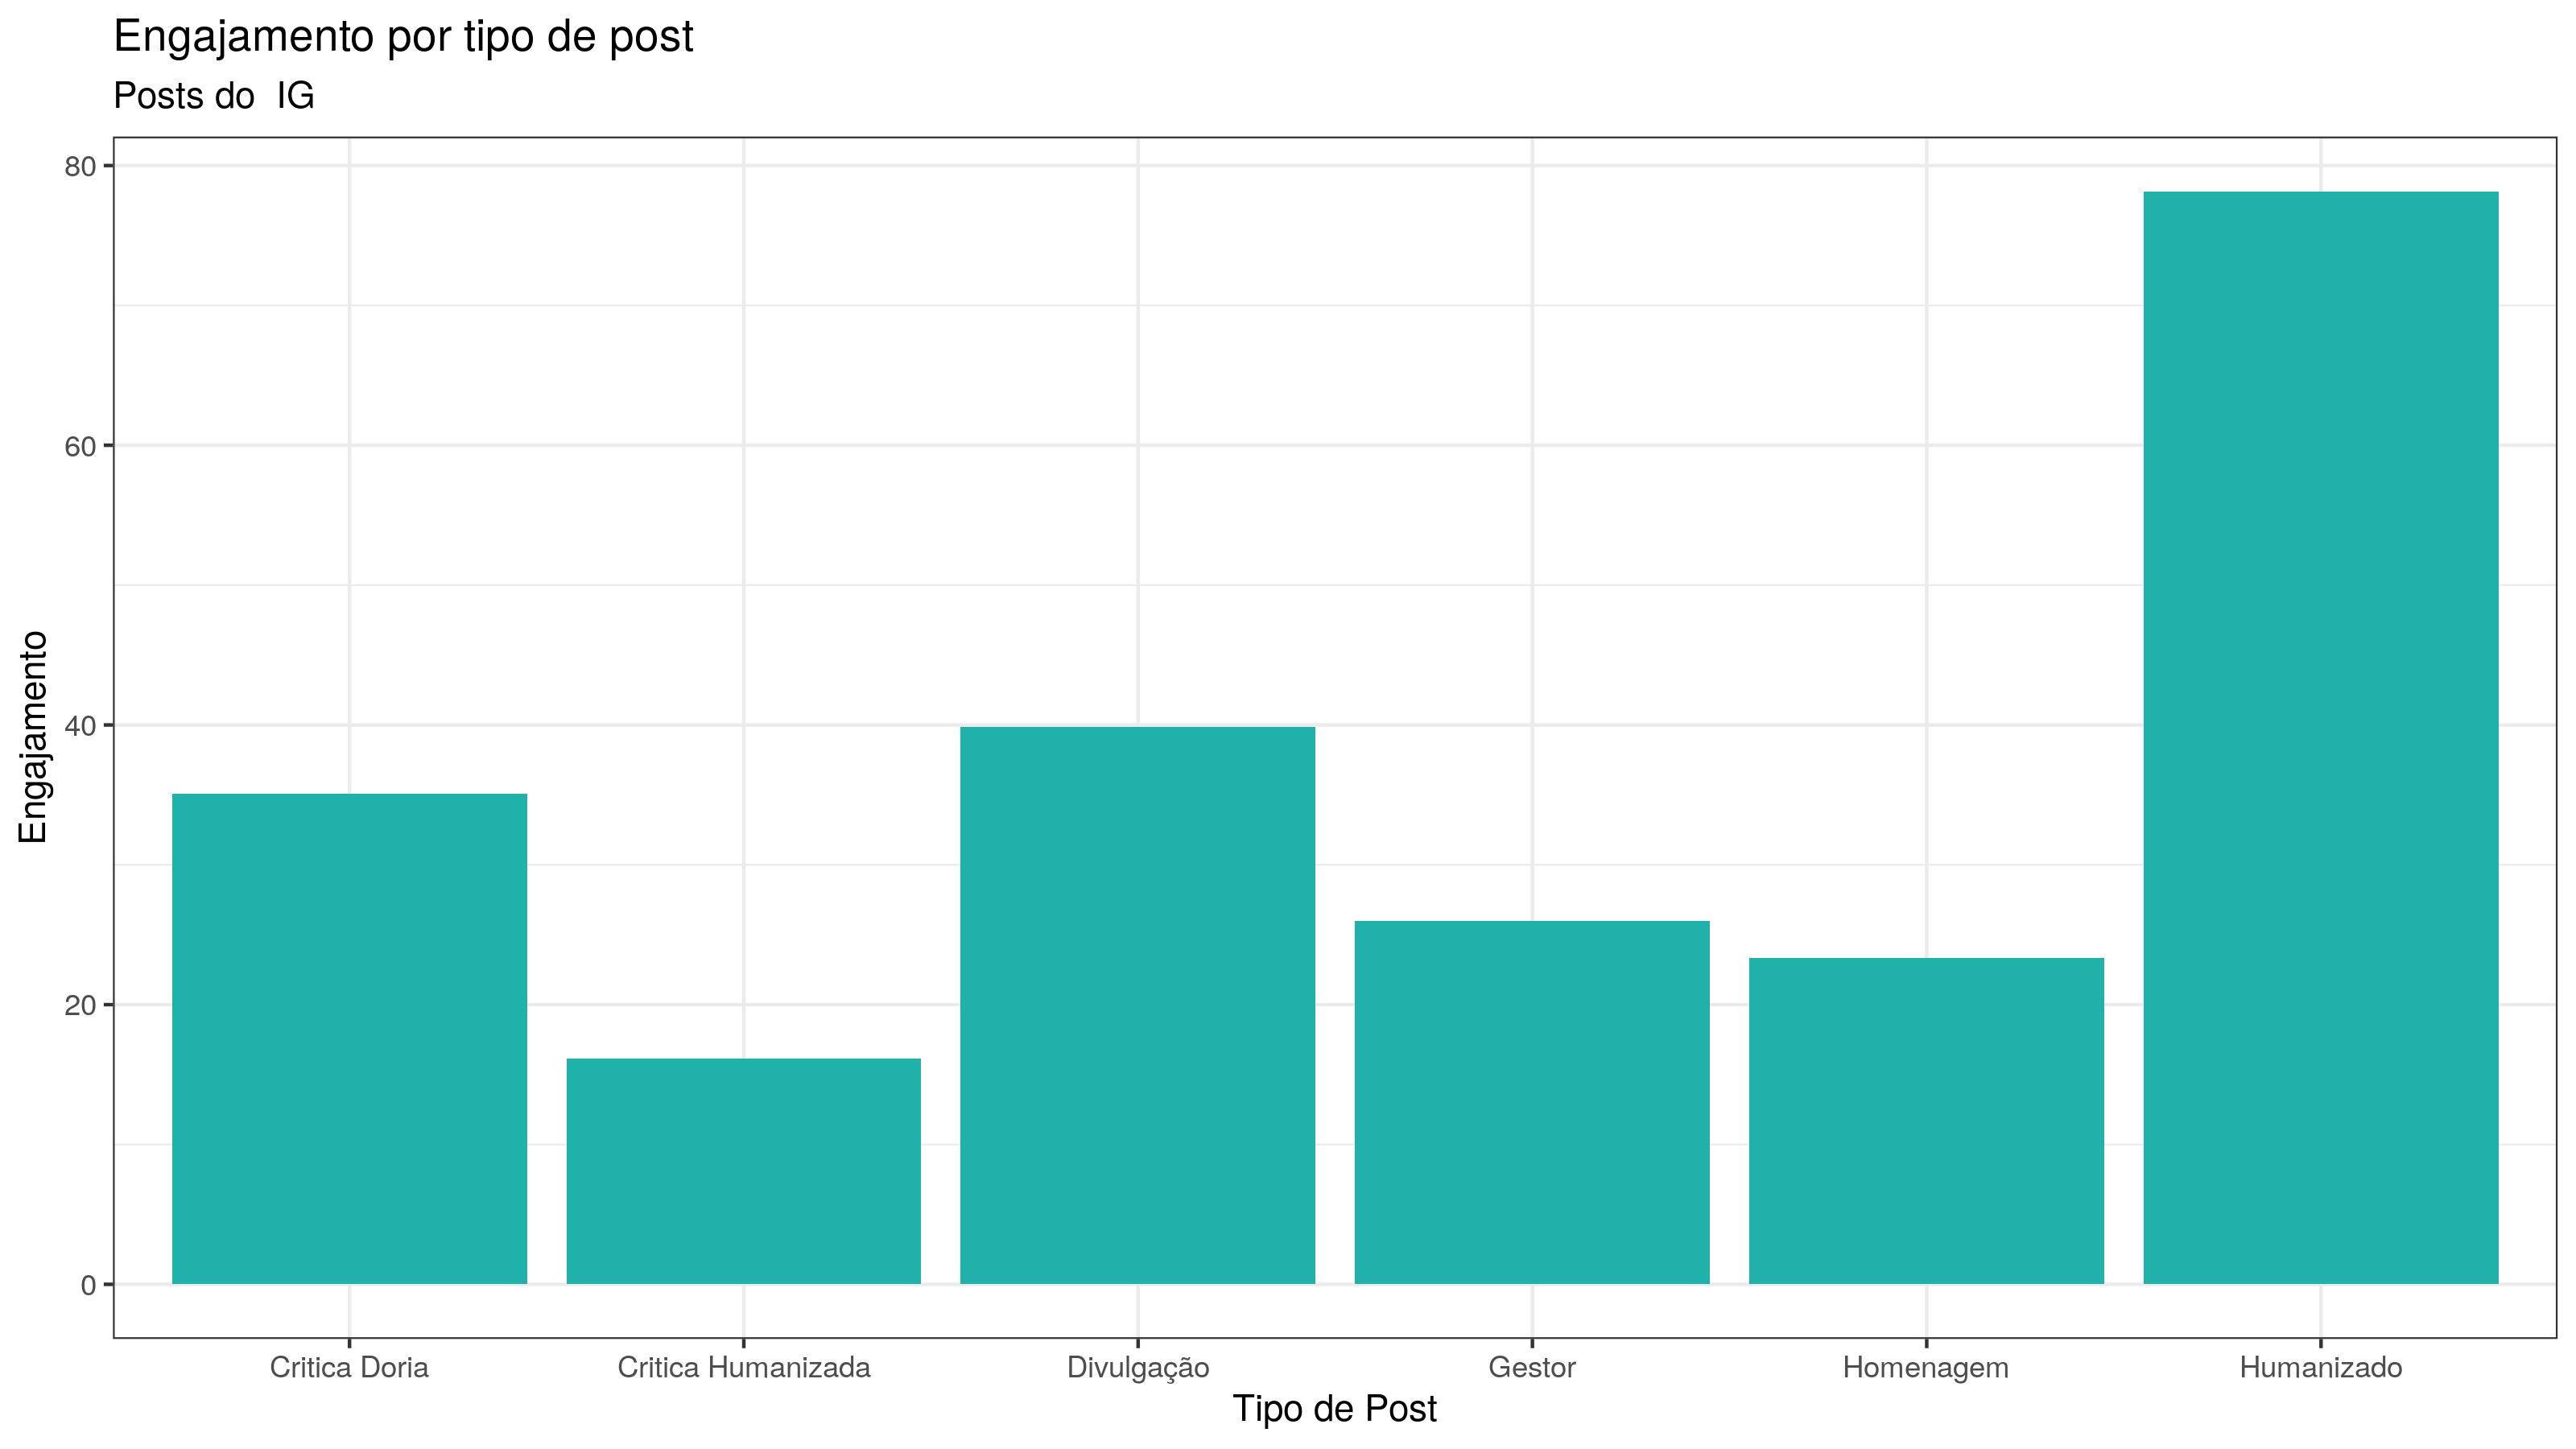 Engajamento por tipo de post
Posts do  IG
80
60
40
20
0
Engajamento
Critica Doria
Critica Humanizada
Divulgação
Gestor
Homenagem
Humanizado
Tipo de Post